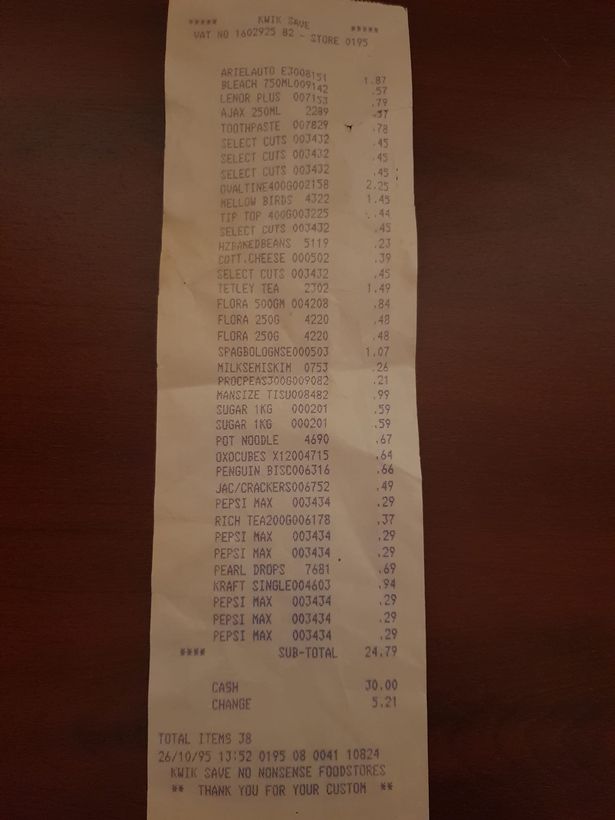 ***** KWIK SAVE *****
VAT NO 1602925 82 - STORE 0195
ARIELAUTO E3008151 1.87
BLEACH 750ML009142 .57
LENOR PLUS 007153 .79
AJAX 250ML 2289 .37
TOOTHPASTE 007829 .78
SELECT CUTS 003432 .45
SELECT CUTS 003432 .45
SELECT CUTS 003432 .45
OVALTINE400G002158 2.25
MELLOW BIRDS 4322 1.45
TIP TOP 400G003225 .44
SELECT CUTS 003432 .45
HZBAKEDBEANS 5119 .23
COTT.CHEESE 000502 .39
SELECT CUTS 003432 .45
TETLEY TEA 2302 1.49
FLORA 500GM 004208 .84
FLORA 250G 4220 .48
FLORA 250G 4220 .48
SPAGBOLOGNSE000503 1.07
MILKSEMISKIM 0753 .26
PROCPEAS300G009082 .21
MANSIZE TISU008482 .99
SUGAR 1KG 000201 .59
SUGAR 1KG 000201 .59
POT NOODLE 4690 .67
OXOCUBES X12004715 .64
PENGUIN BISC006316 .66
JAC/CRACKERS006752 .49
PEPSI MAX 003434 .29
RICH TEA200G006178 .37
PEPSI MAX 003434 .29
PEPSI MAX 003434 .29
PEARL DROPS 7681 .69
KRAFT SINGLE004603 .94
PEPSI MAX 003434 .29
PEPSI MAX 003434 .29
PEPSI MAX 003434 .29
**** SUB-TOTAL 24.79
CASH 30.00
CHANGE 5.21
TOTAL ITEMS 38
26/10/95 13:52 0195 08 0041 10824
KWIK SAVE NO NONSENSE FOODSTORES
** THANK YOU FOR YOUR CUSTOM **